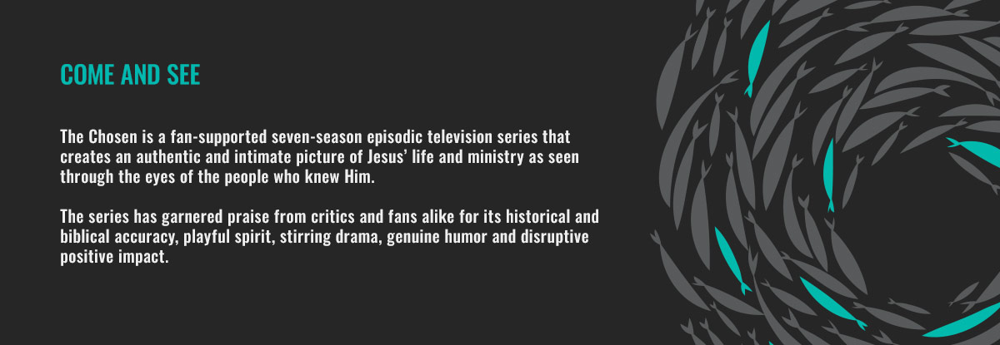 COME AND SEE
The Chosen is a fan-supported seven-season episodic television series that
creates an authentic and intimate picture of Jesus’ life and ministry as seen
through the eyes of the people who knew Him.
The series has garnered praise from critics and fans alike for its historical and
biblical accuracy, playful spirit, stirring drama, genuine humor and disruptive
positive impact.